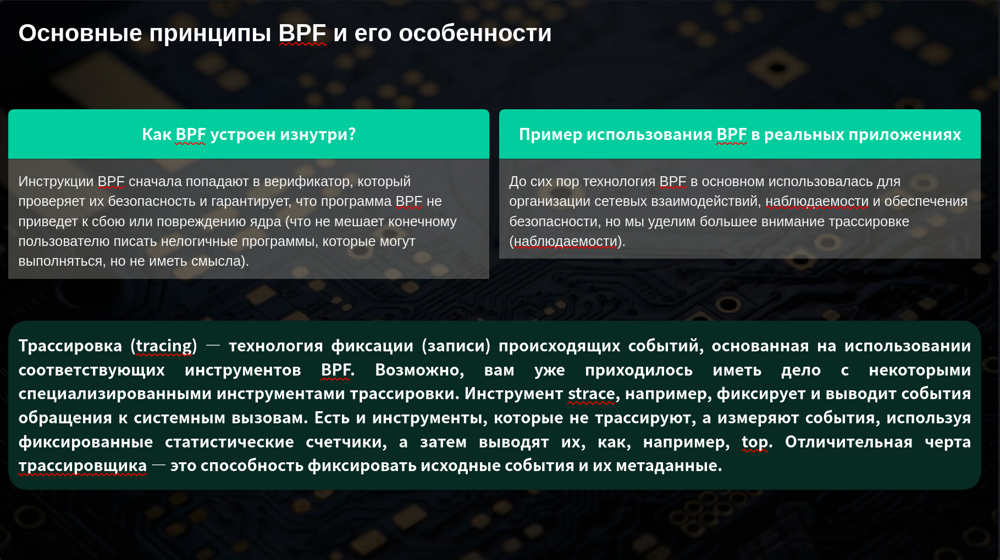 Основные принципы BPF и его особенности
Как BPF устроен изнутри?
Инструкции BPF сначала попадают в верификатор, который
проверяет их безопасность и гарантирует, что программа BPF не
приведет к сбою или повреждению ядра (что не мешает конечному
пользователю писать нелогичные программы, которые могут
выполняться, но не иметь смысла).
Пример использования BPF в реальных приложениях
До сих пор технология BPF в основном использовалась для
организации сетевых взаимодействий, наблюдаемости и обеспечения
безопасности, но мы уделим большее внимание трассировке
(наблюдаемости).
Трассировка (tracing) — технология фиксации (записи) происходящих событий, основанная на использовании
соответствующих инструментов BPF. Возможно, вам уже приходилось иметь дело с некоторыми
специализированными инструментами трассировки. Инструмент strace, например, фиксирует и выводит события
обращения к системным вызовам. Есть и инструменты, которые не трассируют, а измеряют события, используя
фиксированные статистические счетчики, а затем выводят их, как, например, top. Отличительная черта
трассировщика — это способность фиксировать исходные события и их метаданные.